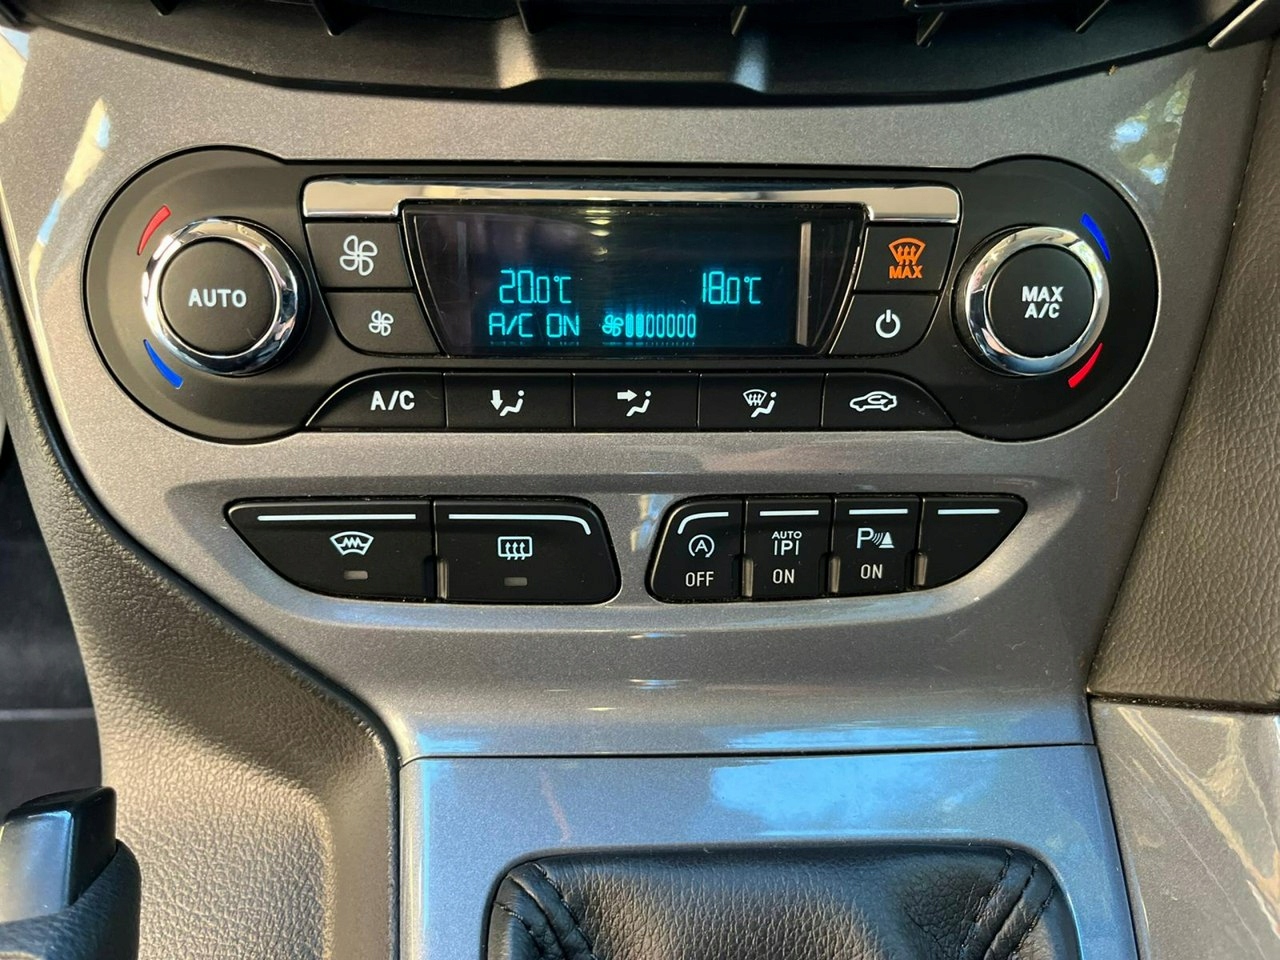 AUTO
20.0°C 18.0°C
A/C ON
MAX
MAX
A/C
A/C
A
OFF
AUTO
P
ON
P
ON